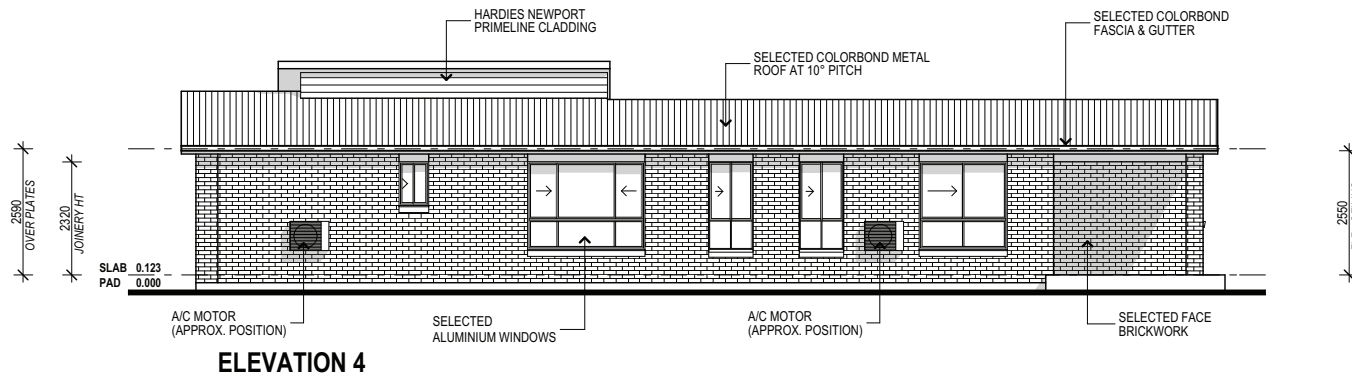 HARDIES NEWPORT
PRIMELINE CLADDING
SELECTED COLORBOND
FASCIA & GUTTER
SELECTED COLORBOND METAL
ROOF AT 10° PITCH
2590
OVER PLATES
2320
JOINERY HT
2550
SLAB 0.123
PAD 0.000
A/C MOTOR
(APPROX. POSITION)
SELECTED
ALUMINIUM WINDOWS
A/C MOTOR
(APPROX. POSITION)
SELECTED FACE
BRICKWORK
ELEVATION 4